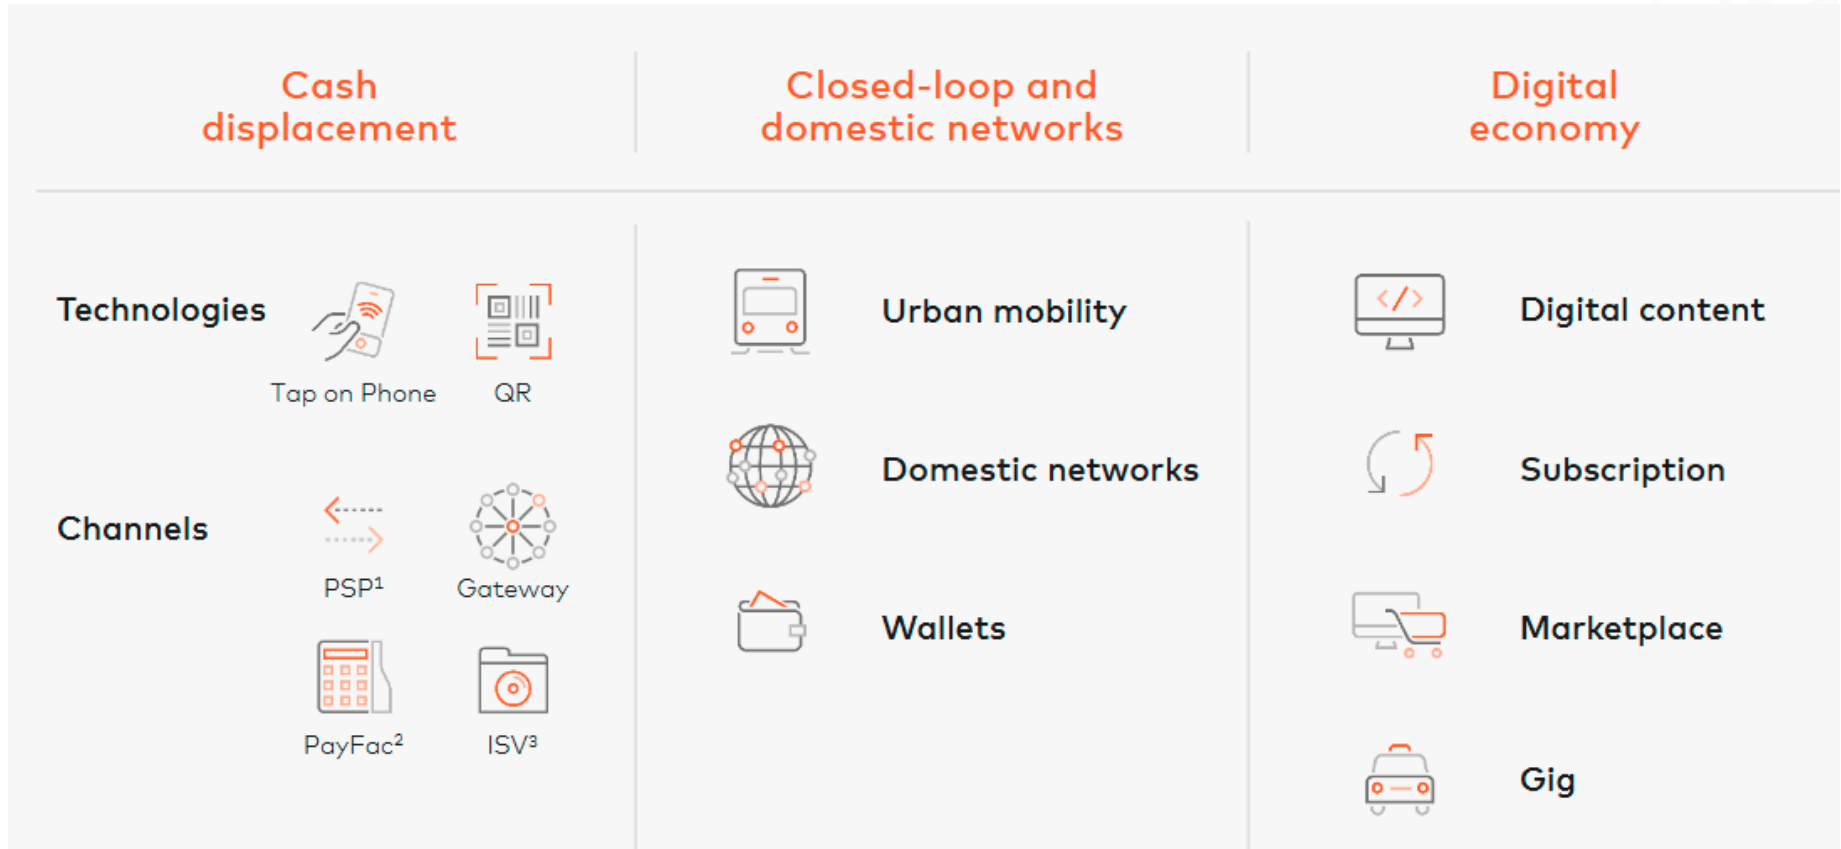 Cash
displacement
Closed-loop and
domestic networks
Digital
economy
Technologies
Tap on Phone
QR
Channels
PSP¹
Gateway
PayFac²
ISV³
Urban mobility
Domestic networks
Wallets
Digital content
Subscription
Marketplace
Gig